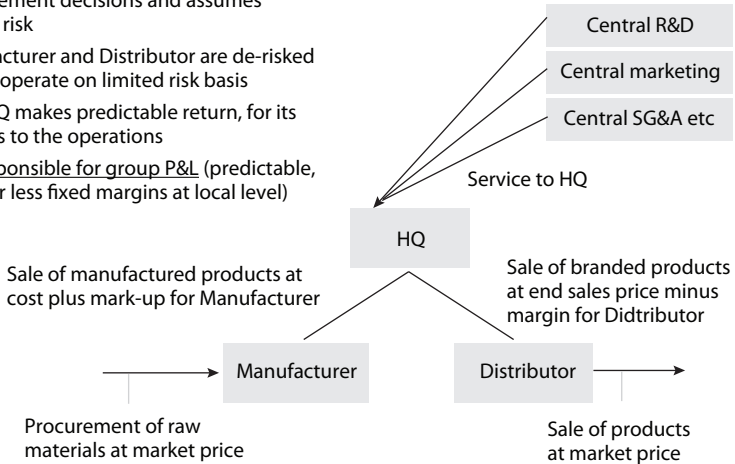 ement decisions and assumes
risk
acturer and Distributor are de-risked
operate on limited risk basis
Q makes predictable return, for its
s to the operations
ponsible for group P&L (predictable,
r less fixed margins at local level)
Central R&D
Central marketing
Central SG&A etc
Service to HQ
HQ
Sale of manufactured products at
cost plus mark-up for Manufacturer
Sale of branded products
at end sales price minus
margin for Didtributor
Manufacturer
Distributor
Procurement of raw
materials at market price
Sale of products
at market price